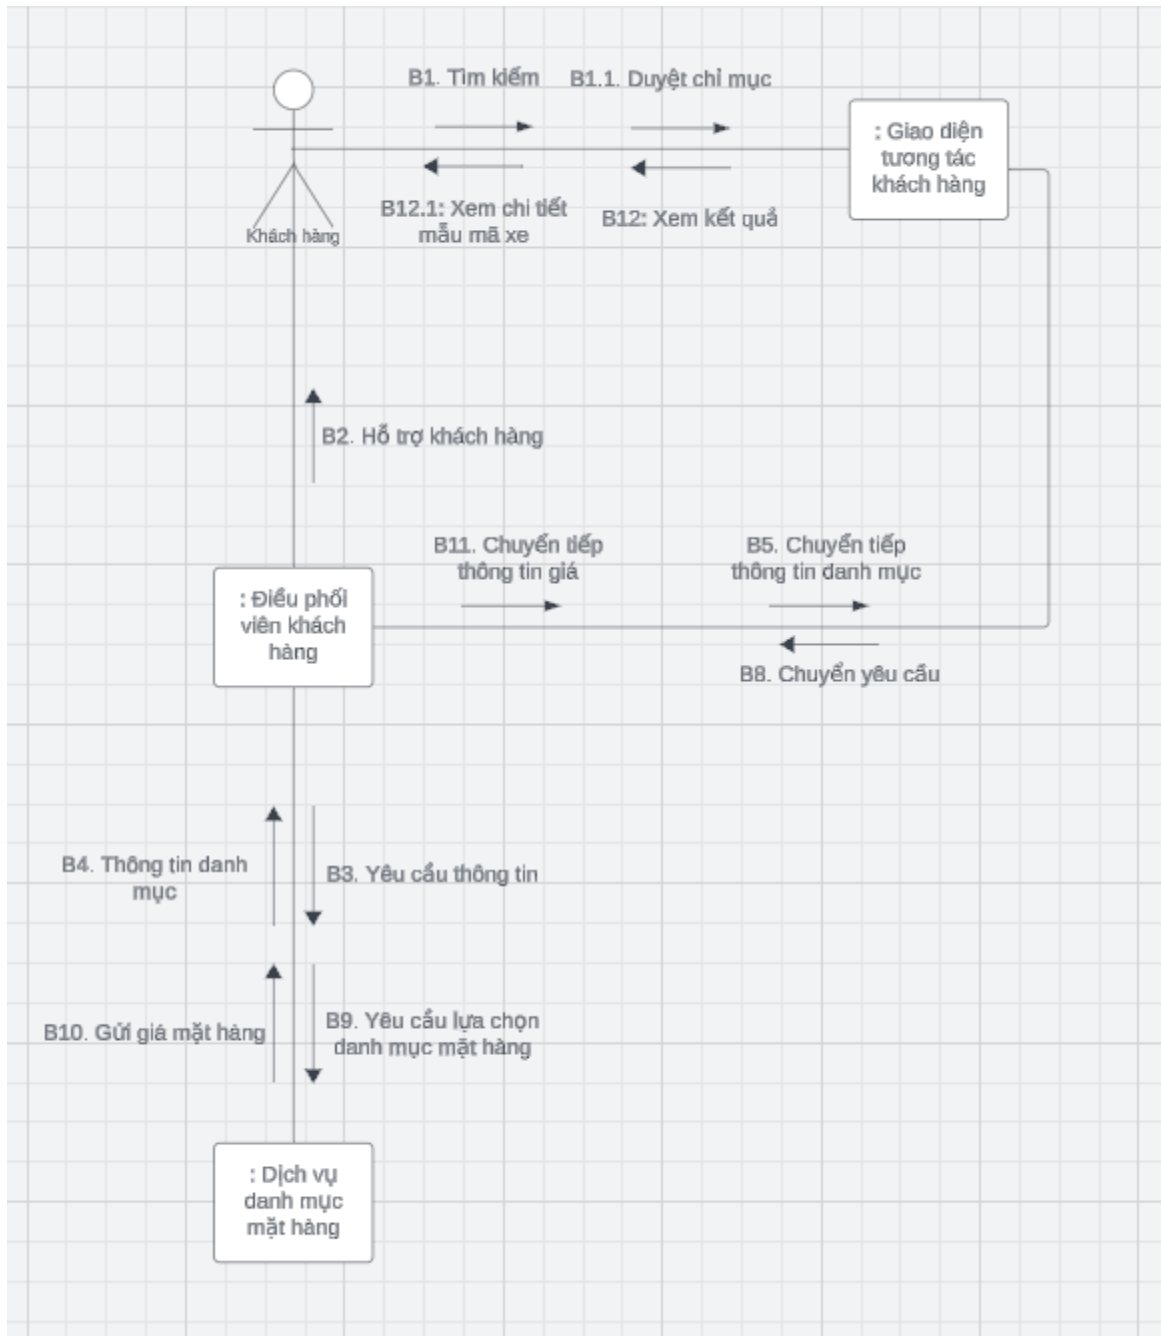 B1. Tìm kiếm
B1.1. Duyệt chỉ mục
: Giao diện
tương tác
khách hàng
B12.1: Xem chi tiết
mẫu mã xe
B12: Xem kết quả
Khách hàng
B2. Hỗ trợ khách hàng
B11. Chuyển tiếp
thông tin giá
B5. Chuyển tiếp
thông tin danh mục
: Điều phối
viên khách
hàng
B8. Chuyển yêu cầu
B4. Thông tin danh
mục
B3. Yêu cầu thông tin
B10. Gửi giá mặt hàng
B9. Yêu cầu lựa chọn
danh mục mặt hàng
: Dịch vụ
danh mục
mặt hàng